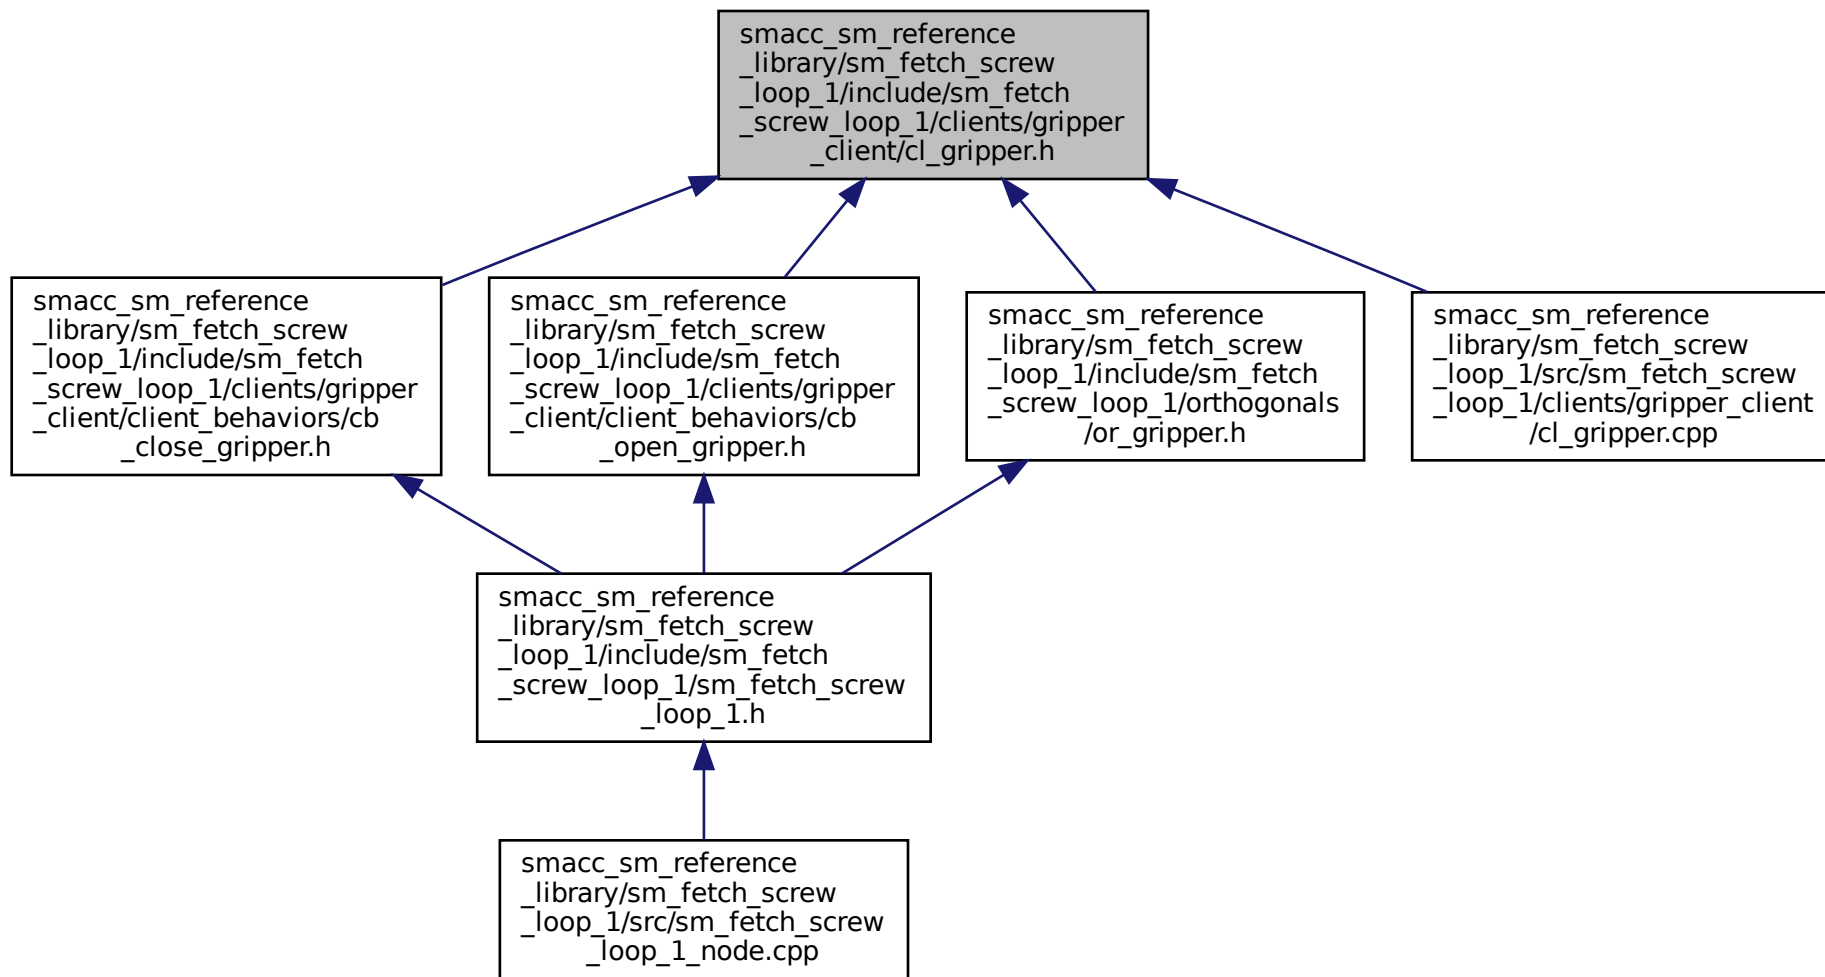 smacc_sm_reference
_library/sm_fetch_screw
_loop_1/include/sm_fetch
_screw_loop_1/clients/gripper
_client/cl_gripper.h
smacc_sm_reference
_library/sm_fetch_screw
_loop_1/include/sm_fetch
_screw_loop_1/clients/gripper
_client/client_behaviors/cb
_close_gripper.h
smacc_sm_reference
_library/sm_fetch_screw
_loop_1/include/sm_fetch
_screw_loop_1/clients/gripper
_client/client_behaviors/cb
_open_gripper.h
smacc_sm_reference
_library/sm_fetch_screw
_loop_1/include/sm_fetch
_screw_loop_1/orthogonals
/or_gripper.h
smacc_sm_reference
_library/sm_fetch_screw
_loop_1/src/sm_fetch_screw
_loop_1/clients/gripper_client
/cl_gripper.cpp
smacc_sm_reference
_library/sm_fetch_screw
_loop_1/include/sm_fetch
_screw_loop_1/sm_fetch_screw
_loop_1.h
smacc_sm_reference
_library/sm_fetch_screw
_loop_1/src/sm_fetch_screw
_loop_1_node.cpp